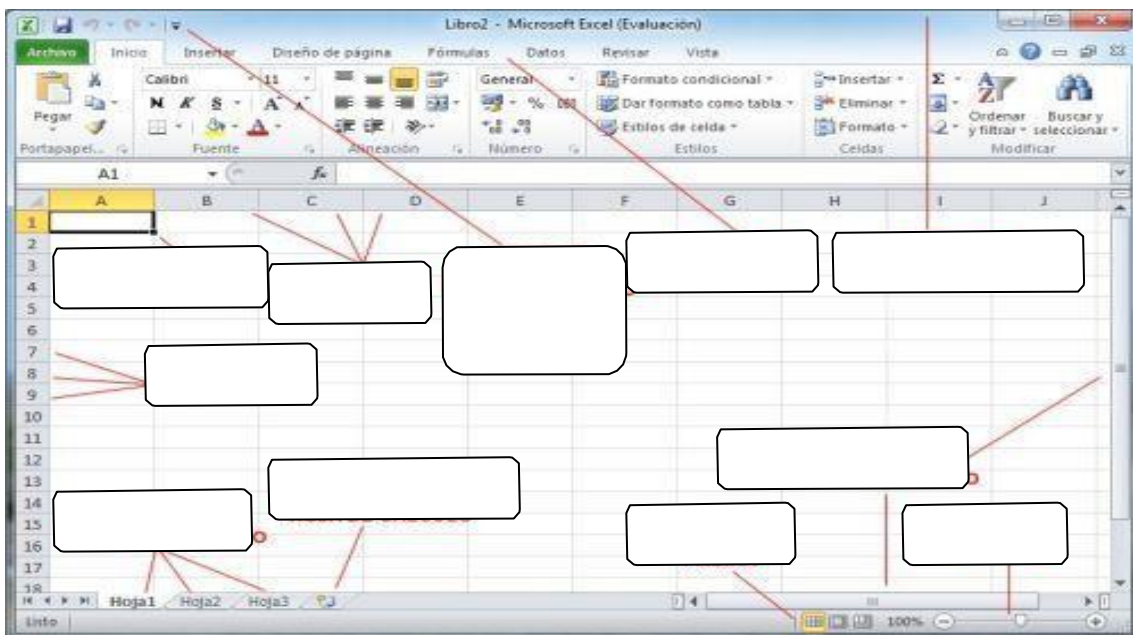 Libro2 - Microsoft Excel (Evaluación)
Archivo Inicio Insertar Diseño de página Fórmulas Datos Revisar Vista
Calibri 11 General Formato condicional Insertar Σ
Pegar N K S A A % 000 Dar formato como tabla Eliminar Ordenar y filtrar Buscar y seleccionar
A Estilos de celda Formato
Portapapel... Fuente Alineación Número Estilos Celdas Modificar
A1 fx
A B C D E F G H I J
1
2
3
4
5
6
7
8
9
10
11
12
13
14
15
16
17
18
Hoja1 Hoja2 Hoja3
Listo 100%